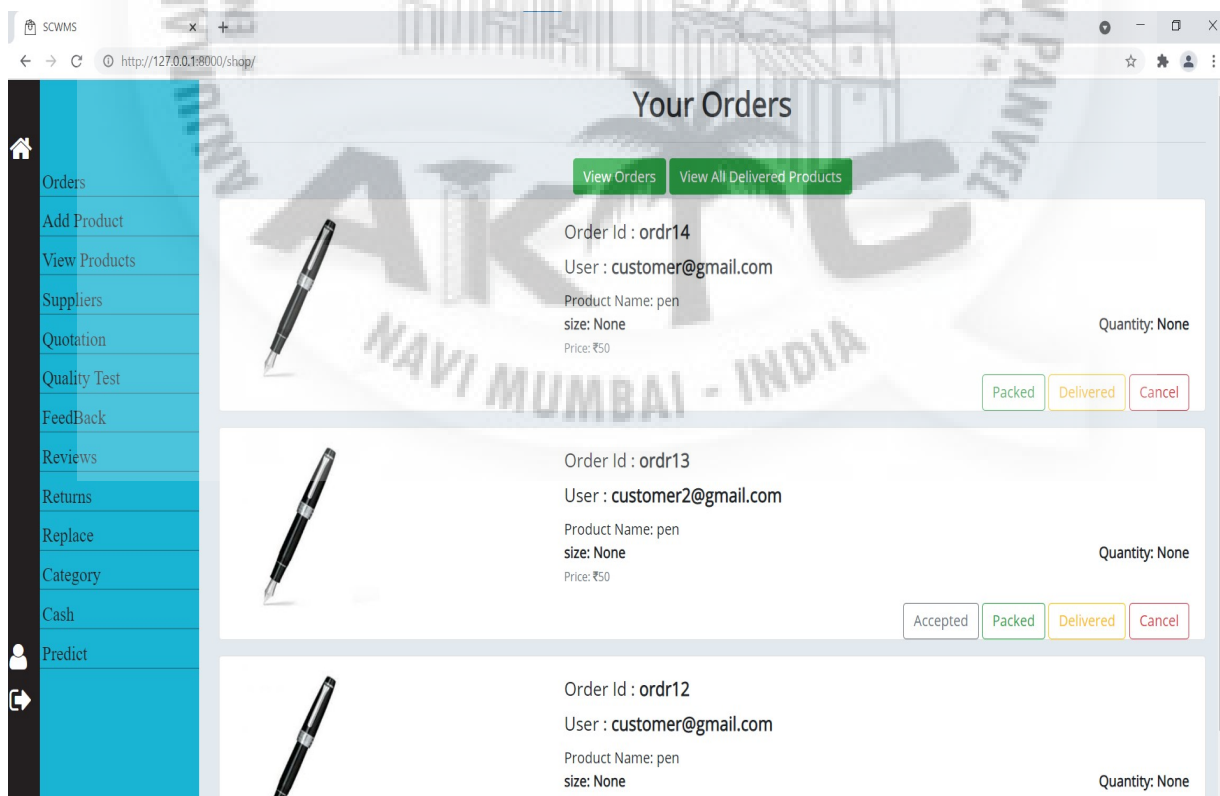 SCWMS
http://127.0.0.1:8000/shop/
Your Orders
View Orders
View All Delivered Products
Orders
Add Product
View Products
Suppliers
Quotation
Quality Test
FeedBack
Reviews
Returns
Replace
Category
Cash
Predict
Order Id : ordr14
User : customer@gmail.com
Product Name: pen
size: None
Quantity: None
Price: ₹50
Packed
Delivered
Cancel
Order Id : ordr13
User : customer2@gmail.com
Product Name: pen
size: None
Quantity: None
Price: ₹50
Accepted
Packed
Delivered
Cancel
Order Id : ordr12
User : customer@gmail.com
Product Name: pen
size: None
Quantity: None
NAVI MUMBAI - INDIA
PANVEL